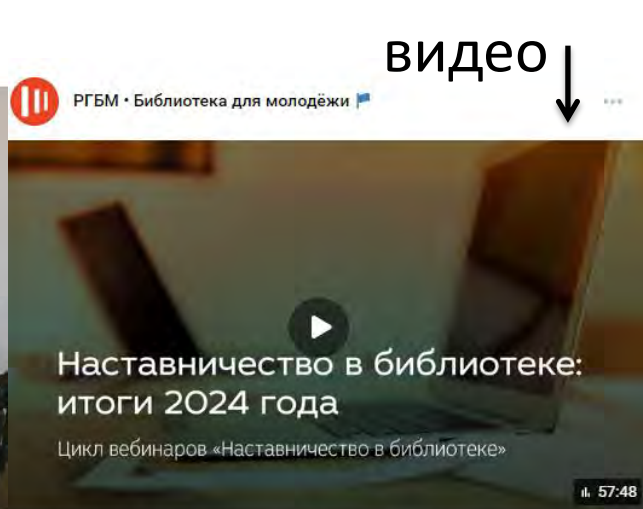 видео
РГБМ • Библиотека для молодёжи
Наставничество в библиотеке:
итоги 2024 года
Цикл вебинаров «Наставничество в библиотеке»
57:48